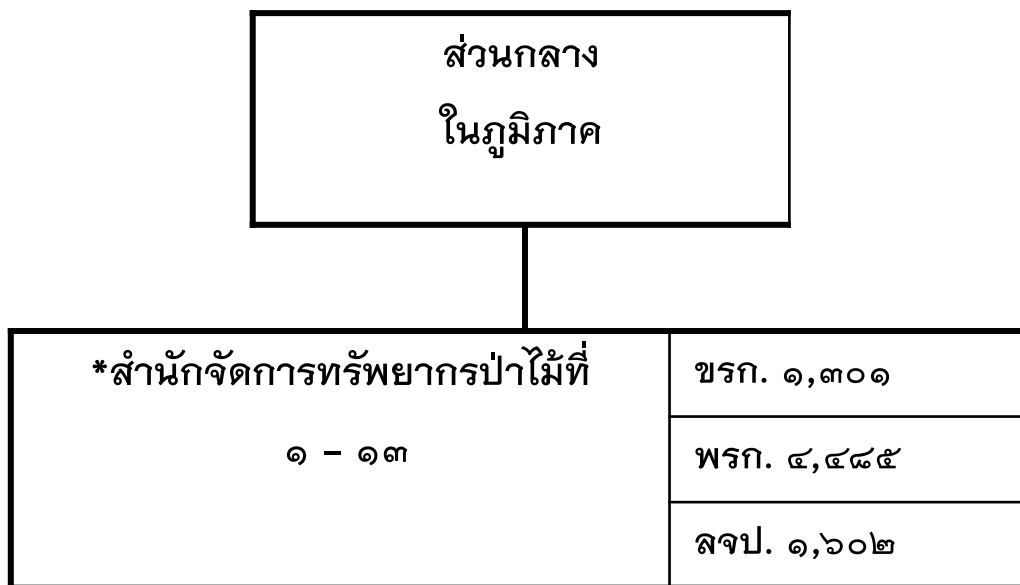 ส่วนกลาง
ในภูมิภาค
*สำนักจัดการทรัพยากรป่าไม้ที่
๑ - ๑๓
ขรก. ๑,๓๐๑
พรก. ๔,๔๘๕
ลจป. ๑,๖๐๒